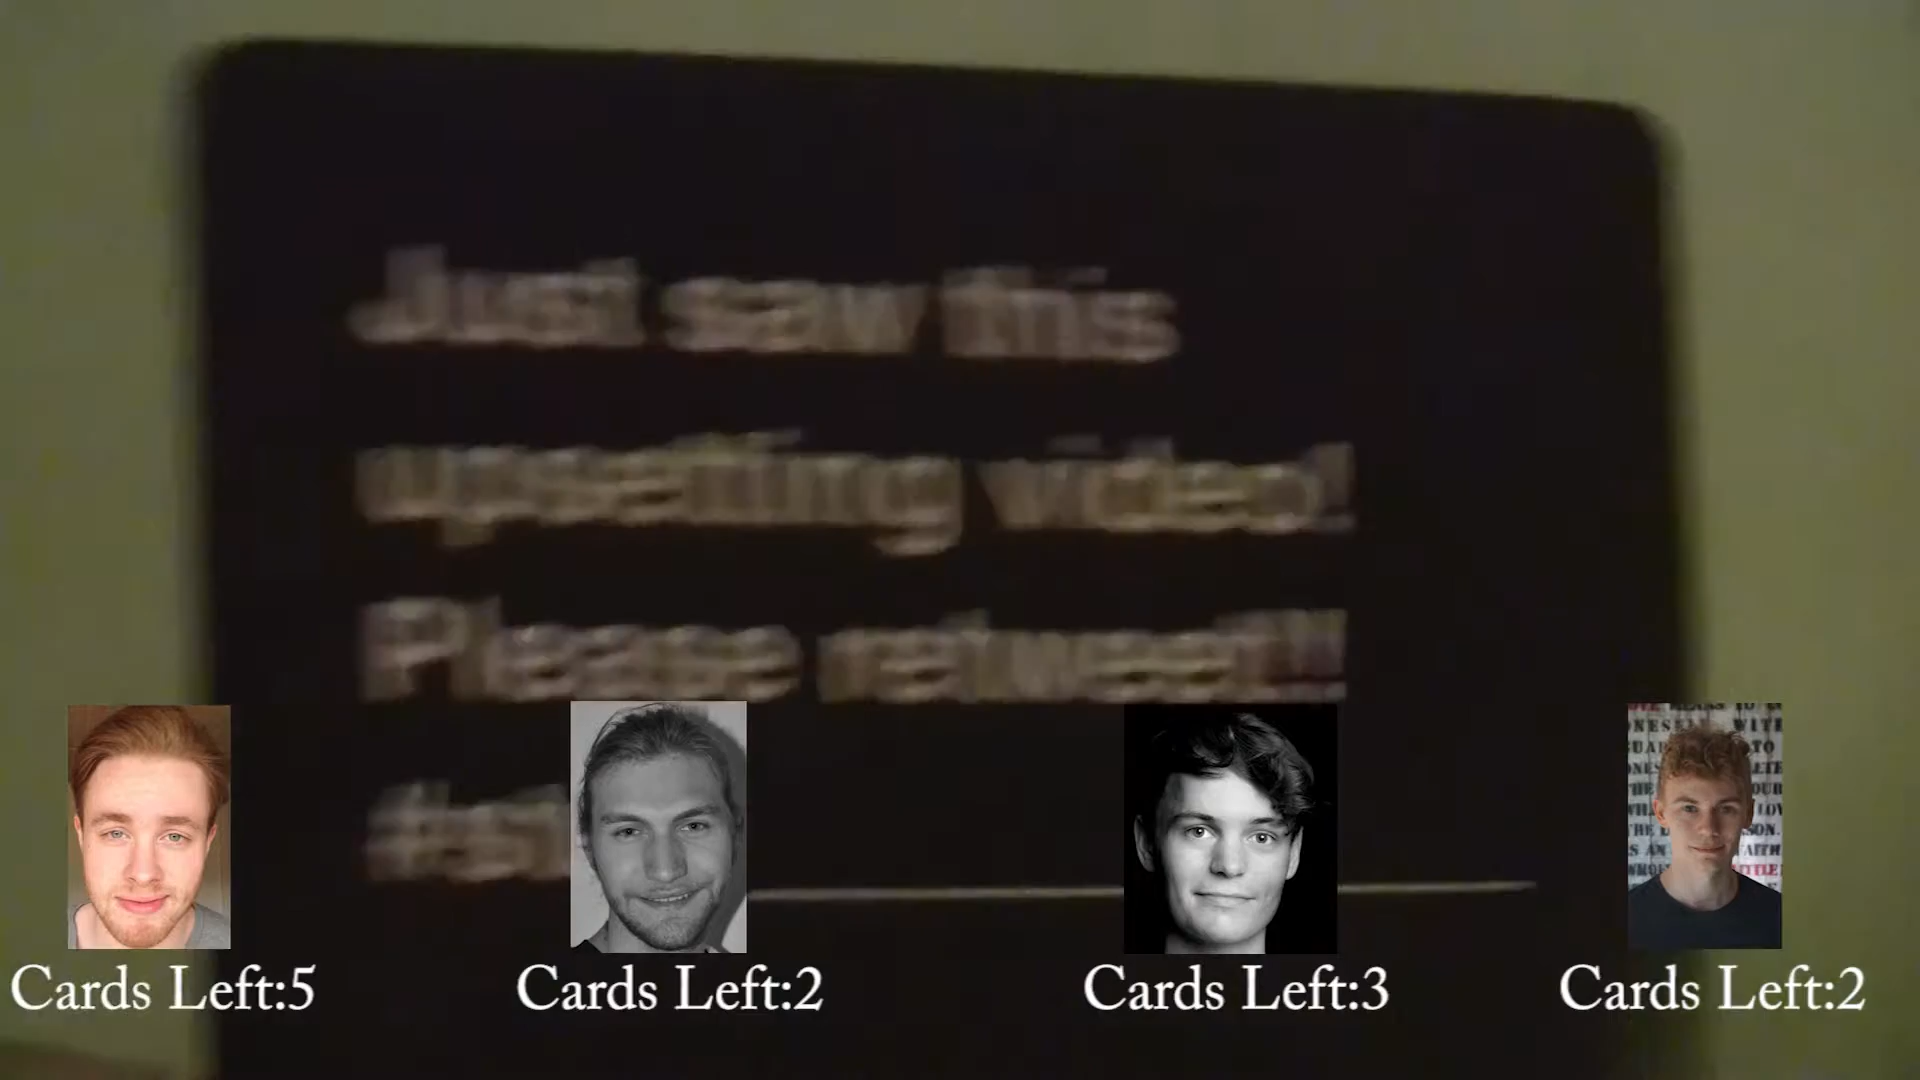 Just saw this
upsetting video!
Please retweet!!!
Cards Left:5
Cards Left:2
Cards Left:3
Cards Left:2